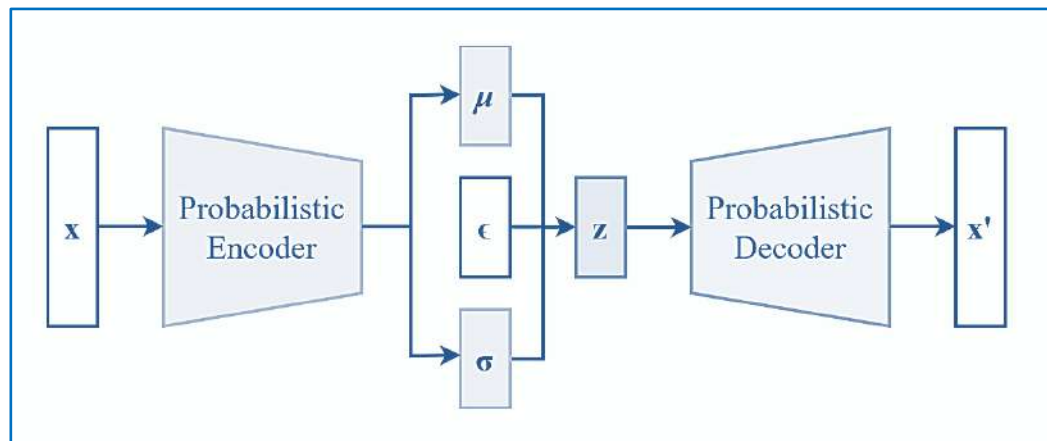 x
Probabilistic
Encoder
μ
ϵ
σ
z
Probabilistic
Decoder
x'